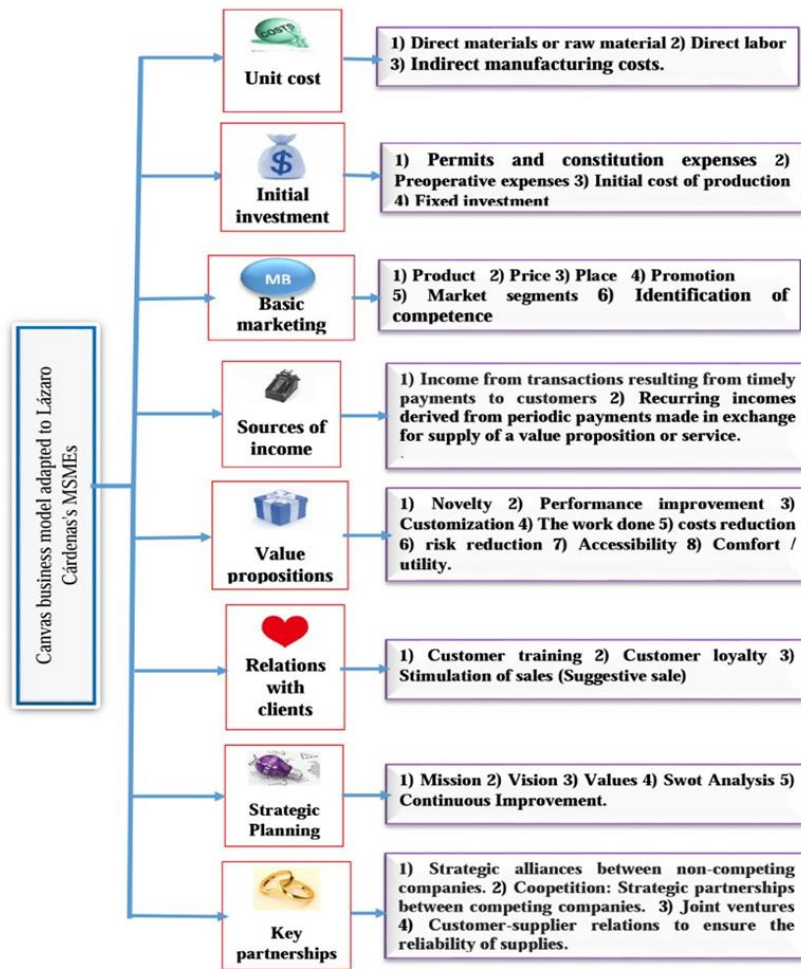 Canvas business model adapted to Lázaro
Cárdenas's MSMEs
COSTS
Unit cost
1) Direct materials or raw material 2) Direct labor
3) Indirect manufacturing costs.
$
Initial
investment
1) Permits and constitution expenses 2)
Preoperative expenses 3) Initial cost of production
4) Fixed investment
MB
Basic
marketing
1) Product 2) Price 3) Place 4) Promotion
5) Market segments 6) Identification of
competence
Sources of
income
1) Income from transactions resulting from timely
payments to customers 2) Recurring incomes
derived from periodic payments made in exchange
for supply of a value proposition or service.
.
Value
propositions
1) Novelty 2) Performance improvement 3)
Customization 4) The work done 5) costs reduction
6) risk reduction 7) Accessibility 8) Comfort /
utility.
Relations
with
clients
1) Customer training 2) Customer loyalty 3)
Stimulation of sales (Suggestive sale)
Strategic
Planning
1) Mission 2) Vision 3) Values 4) Swot Analysis 5)
Continuous Improvement.
Key
partnerships
1) Strategic alliances between non-competing
companies. 2) Coopetition: Strategic partnerships
between competing companies. 3) Joint ventures
4) Customer-supplier relations to ensure the
reliability of supplies.